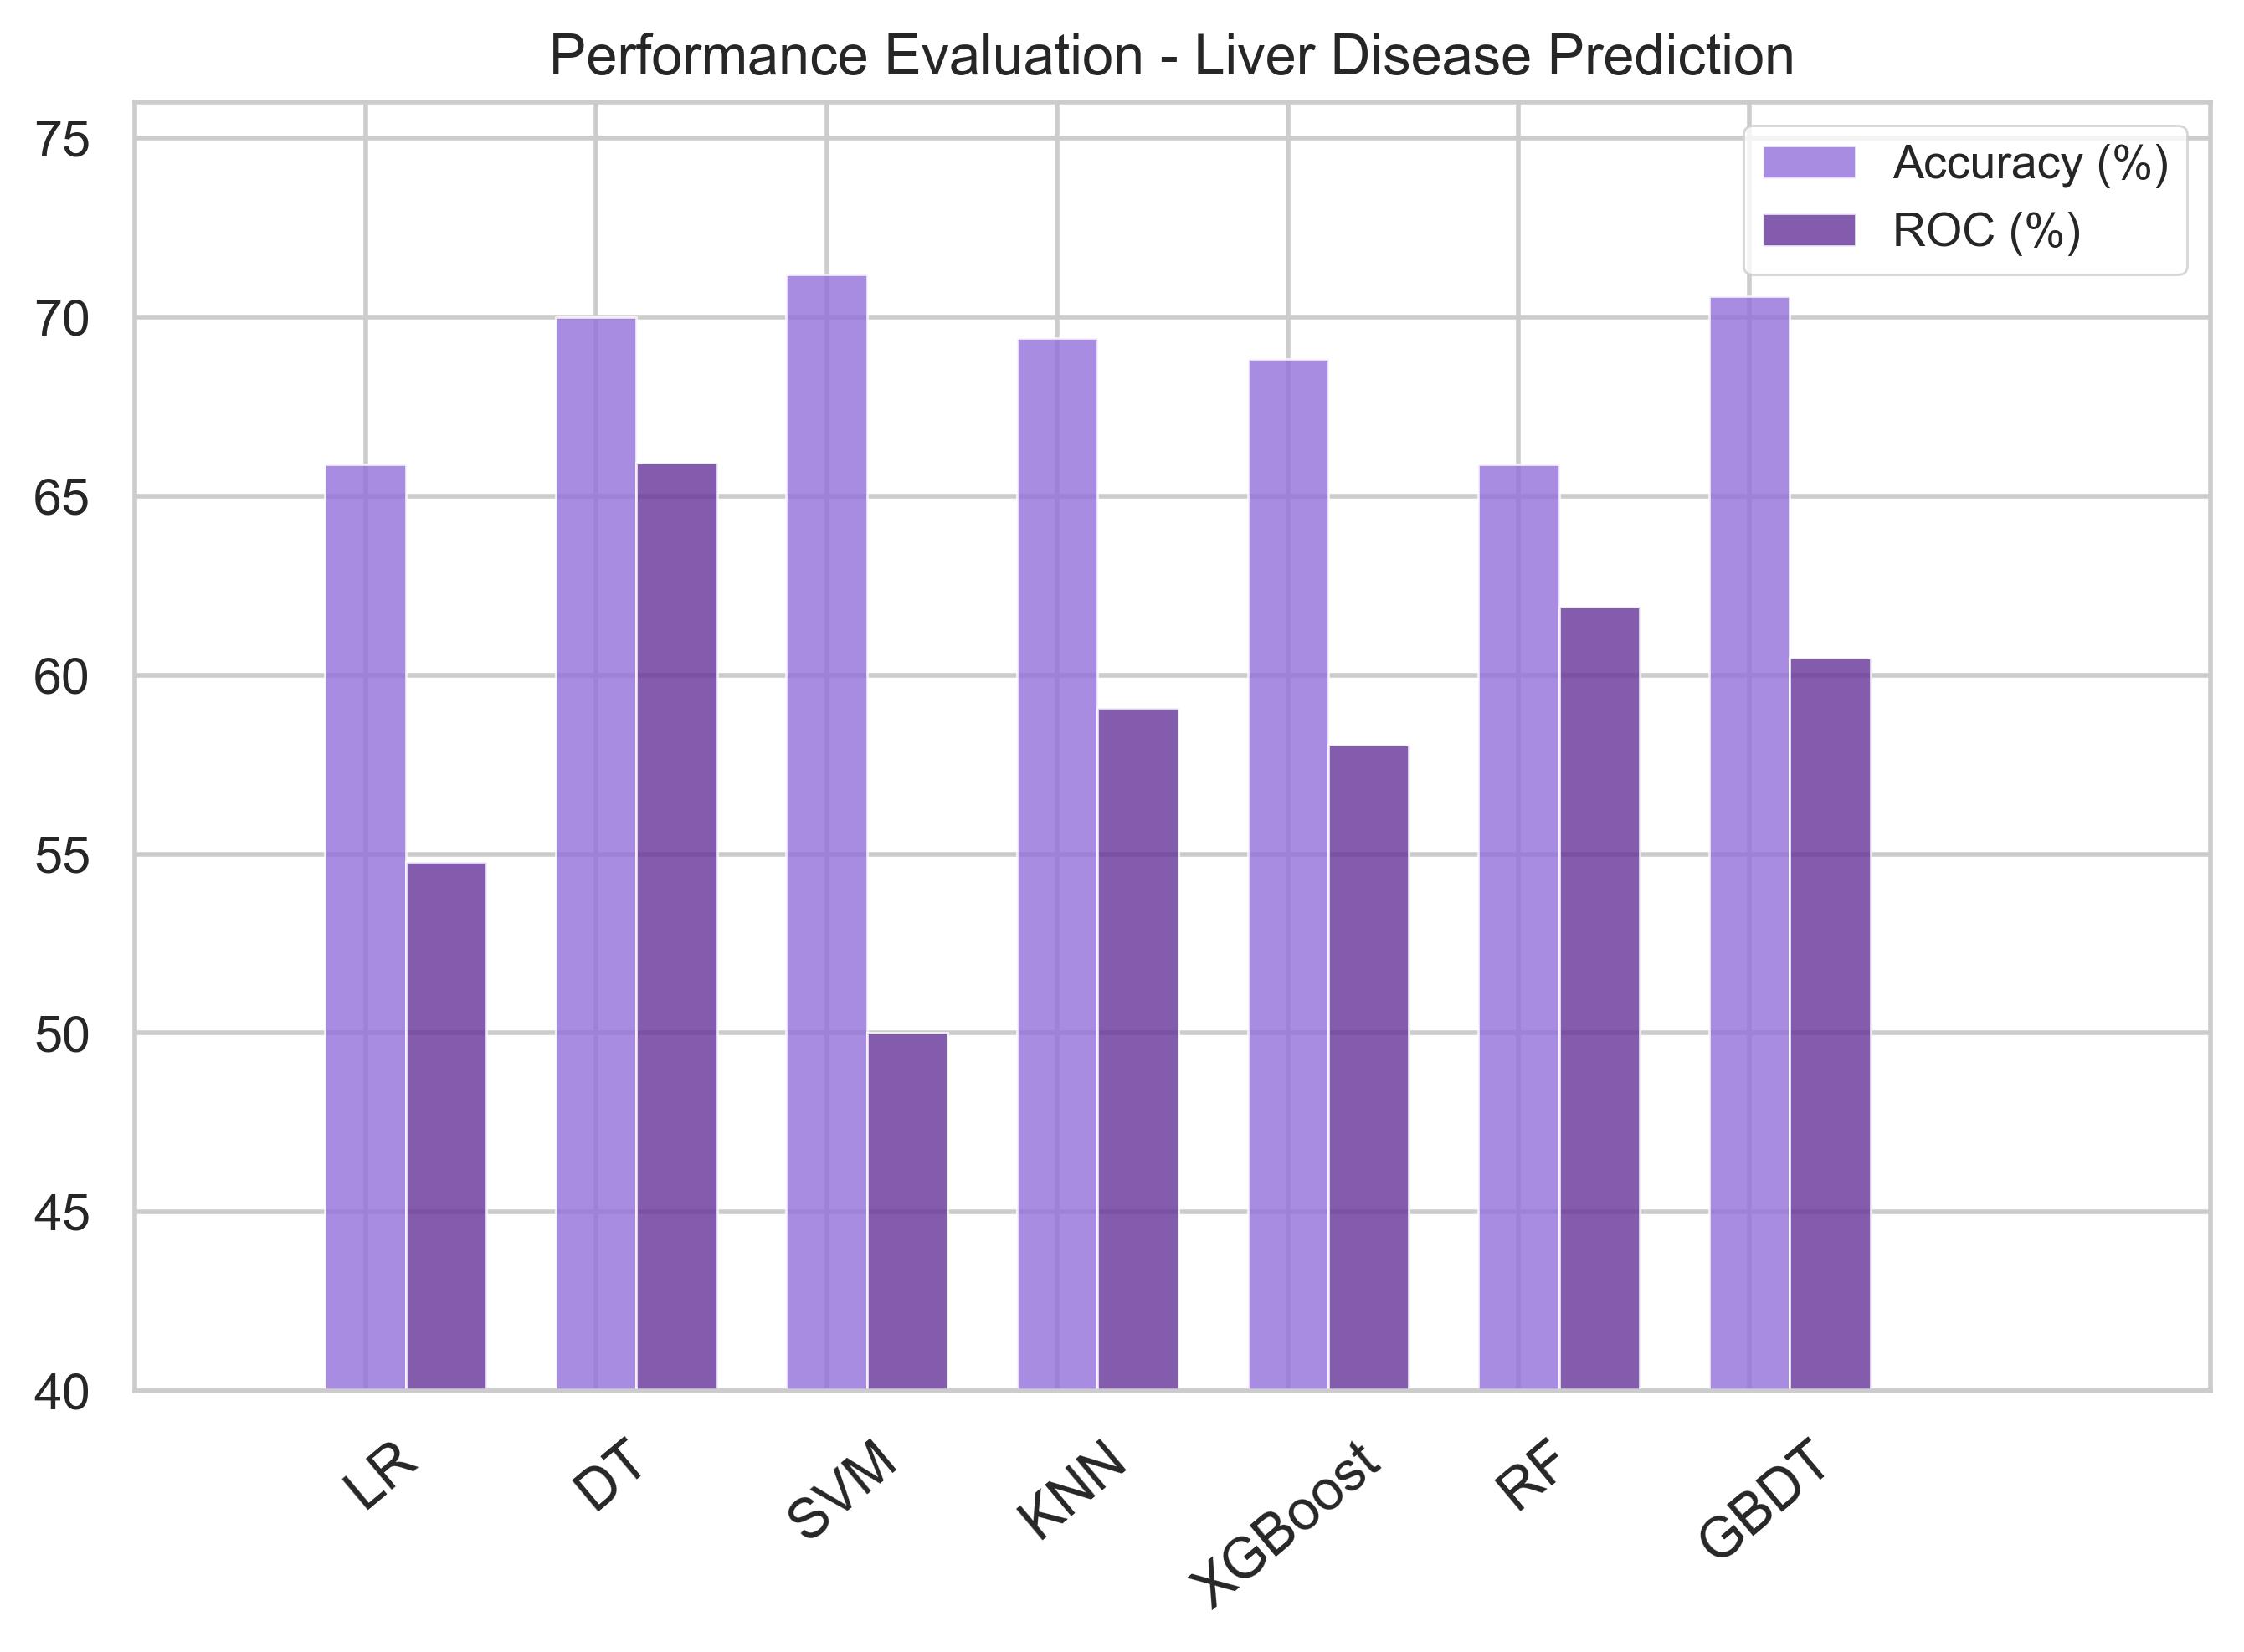 Performance Evaluation - Liver Disease Prediction
75
70
65
60
55
50
45
40
Accuracy (%)
ROC (%)
LR
DT
SVM
KNN
XGBoost
RF
GBDT